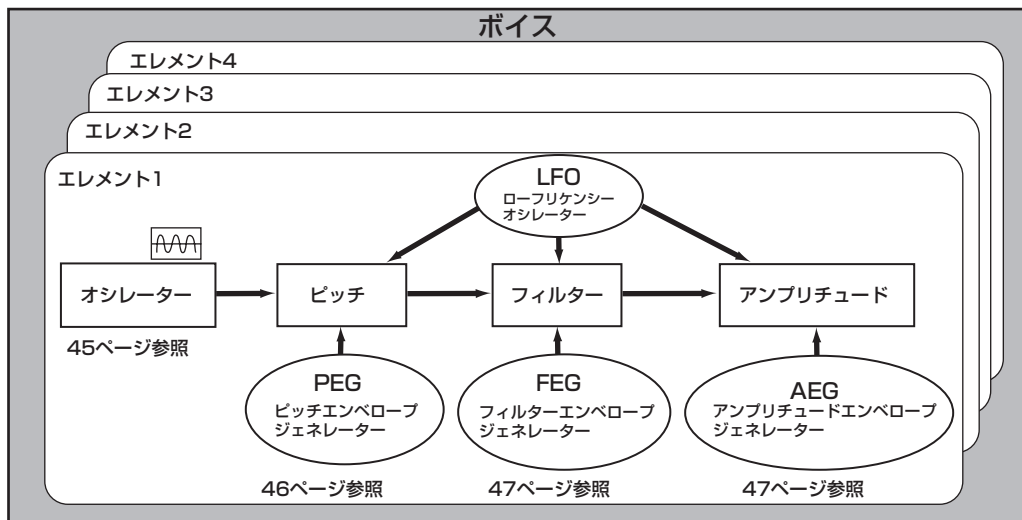 ボイス
エレメント4
エレメント3
エレメント2
エレメント1
LFO
ローフリケンシー
オシレーター
オシレーター
ピッチ
フィルター
アンプリチュード
45ページ参照
PEG
ピッチエンベロープ
ジェネレーター
FEG
フィルターエンベロープ
ジェネレーター
AEG
アンプリチュードエンベロープ
ジェネレーター
46ページ参照
47ページ参照
47ページ参照